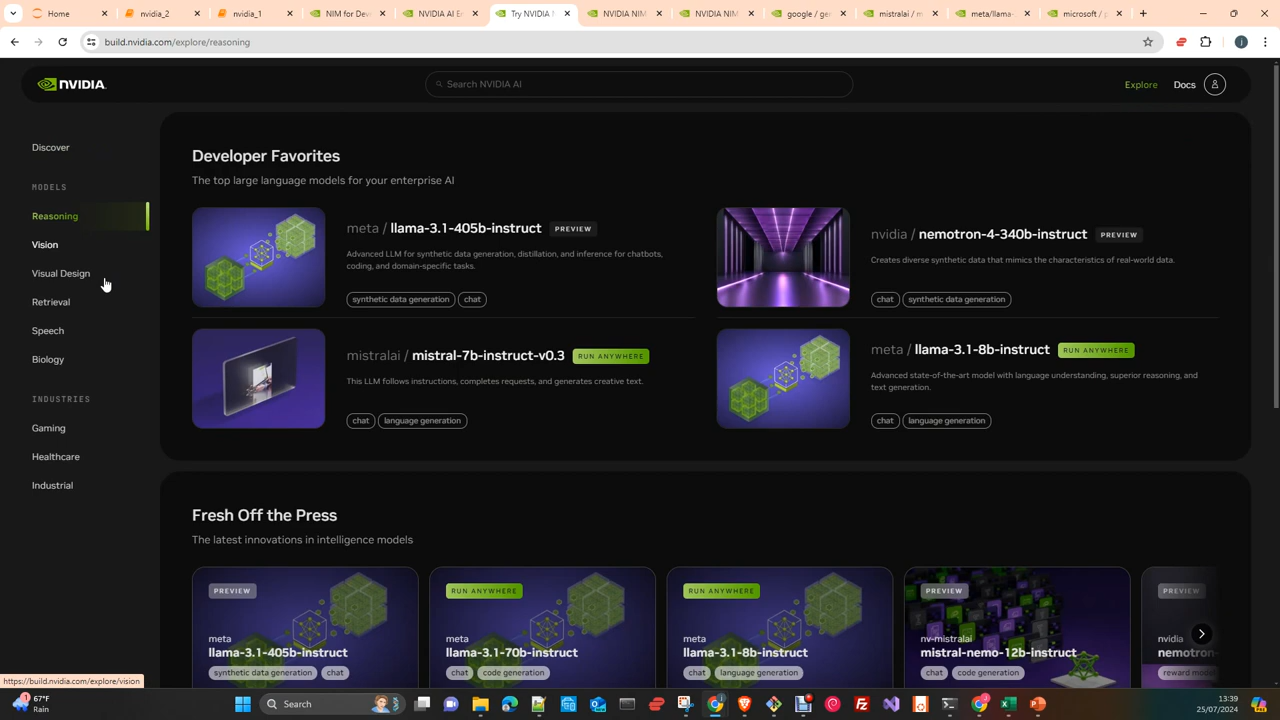 Home
nvidia_2
nvidia_1
NIM for Dev
NVIDIA AI E
Try NVIDIA N
NVIDIA NIM
NVIDIA NIM
google / ge
mistralai / m
meta/llama-
microsoft / p
build.nvidia.com/explore/reasoning
NVIDIA
Search NVIDIA AI
Explore
Docs
Discover
MODELS
Reasoning
Vision
Visual Design
Retrieval
Speech
Biology
INDUSTRIES
Gaming
Healthcare
Industrial
Developer Favorites
The top large language models for your enterprise AI
meta / llama-3.1-405b-instruct PREVIEW
Advanced LLM for synthetic data generation, distillation, and inference for chatbots,
coding, and domain-specific tasks.
synthetic data generation chat
nvidia / nemotron-4-340b-instruct PREVIEW
Creates diverse synthetic data that mimics the characteristics of real-world data.
chat synthetic data generation
mistralai / mistral-7b-instruct-v0.3 RUN ANYWHERE
This LLM follows instructions, completes requests, and generates creative text.
chat language generation
meta / llama-3.1-8b-instruct RUN ANYWHERE
Advanced state-of-the-art model with language understanding, superior reasoning, and
text generation.
chat language generation
Fresh Off the Press
The latest innovations in intelligence models
PREVIEW
meta
llama-3.1-405b-instruct
synthetic data generation chat
RUN ANYWHERE
meta
llama-3.1-70b-instruct
chat code generation
RUN ANYWHERE
meta
llama-3.1-8b-instruct
chat language generation
PREVIEW
nv-mistralai
mistral-nemo-12b-instruct
chat code generation
PREVIEW
nvidia
nemotron-
reward mode
https://build.nvidia.com/explore/vision
1
67°F
Rain
Search
13:39
25/07/2024